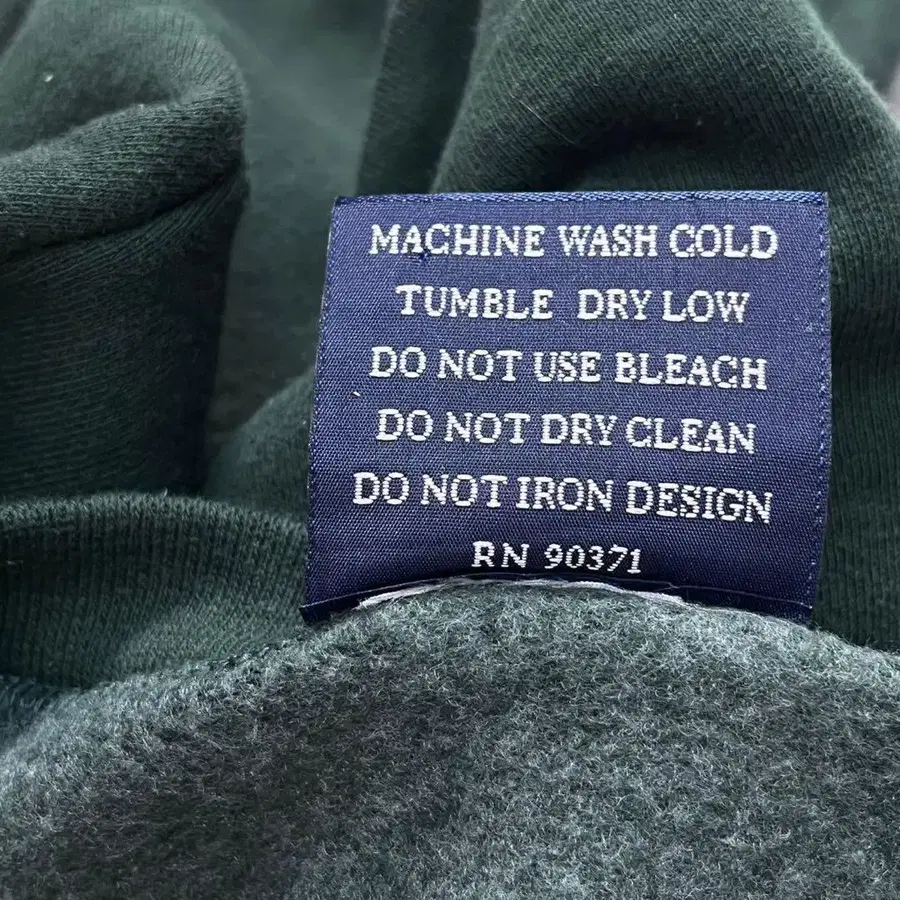 MACHINE WASH COLD
TUMBLE DRY LOW
DO NOT USE BLEACH
DO NOT DRY CLEAN
DO NOT IRON DESIGN
RN 90371